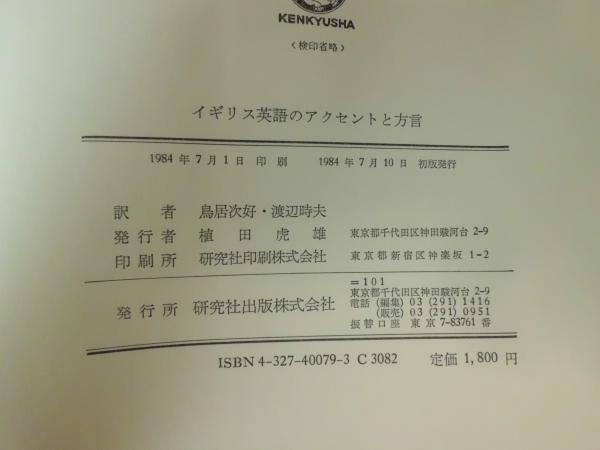 KENKYUSHA
〈検印省略〉
イギリス英語のアクセントと方言
1984 年 7 月 1 日 印 刷 1984 年 7 月 10 日 初版発行
訳 者 鳥居次好・渡辺時夫
発行者 植 田 虎 雄 東京都千代田区神田駿河台 2-9
印刷所 研究社印刷株式会社 東京都新宿区神楽坂 1-2
発行所 研究社出版株式会社
=101
東京都千代田区神田駿河台 2-9
電話 (編集) 03 (291) 1416
(販売) 03 (291) 0951
振替口座 東京 7-83761 番
ISBN 4-327-40079-3 C 3082 定価 1,800 円